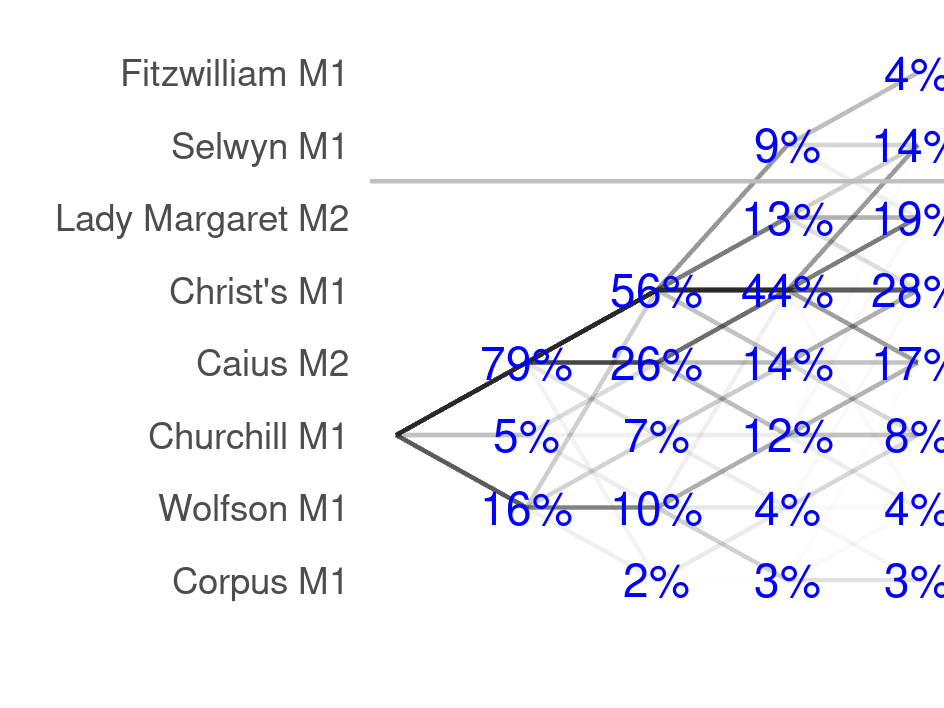 Fitzwilliam M1 4%
Selwyn M1 9% 14%
Lady Margaret M2 13% 19%
Christ's M1 56% 44% 28%
Caius M2 79% 26% 14% 17%
Churchill M1 5% 7% 12% 8%
Wolfson M1 16% 10% 4% 4%
Corpus M1 2% 3% 3%